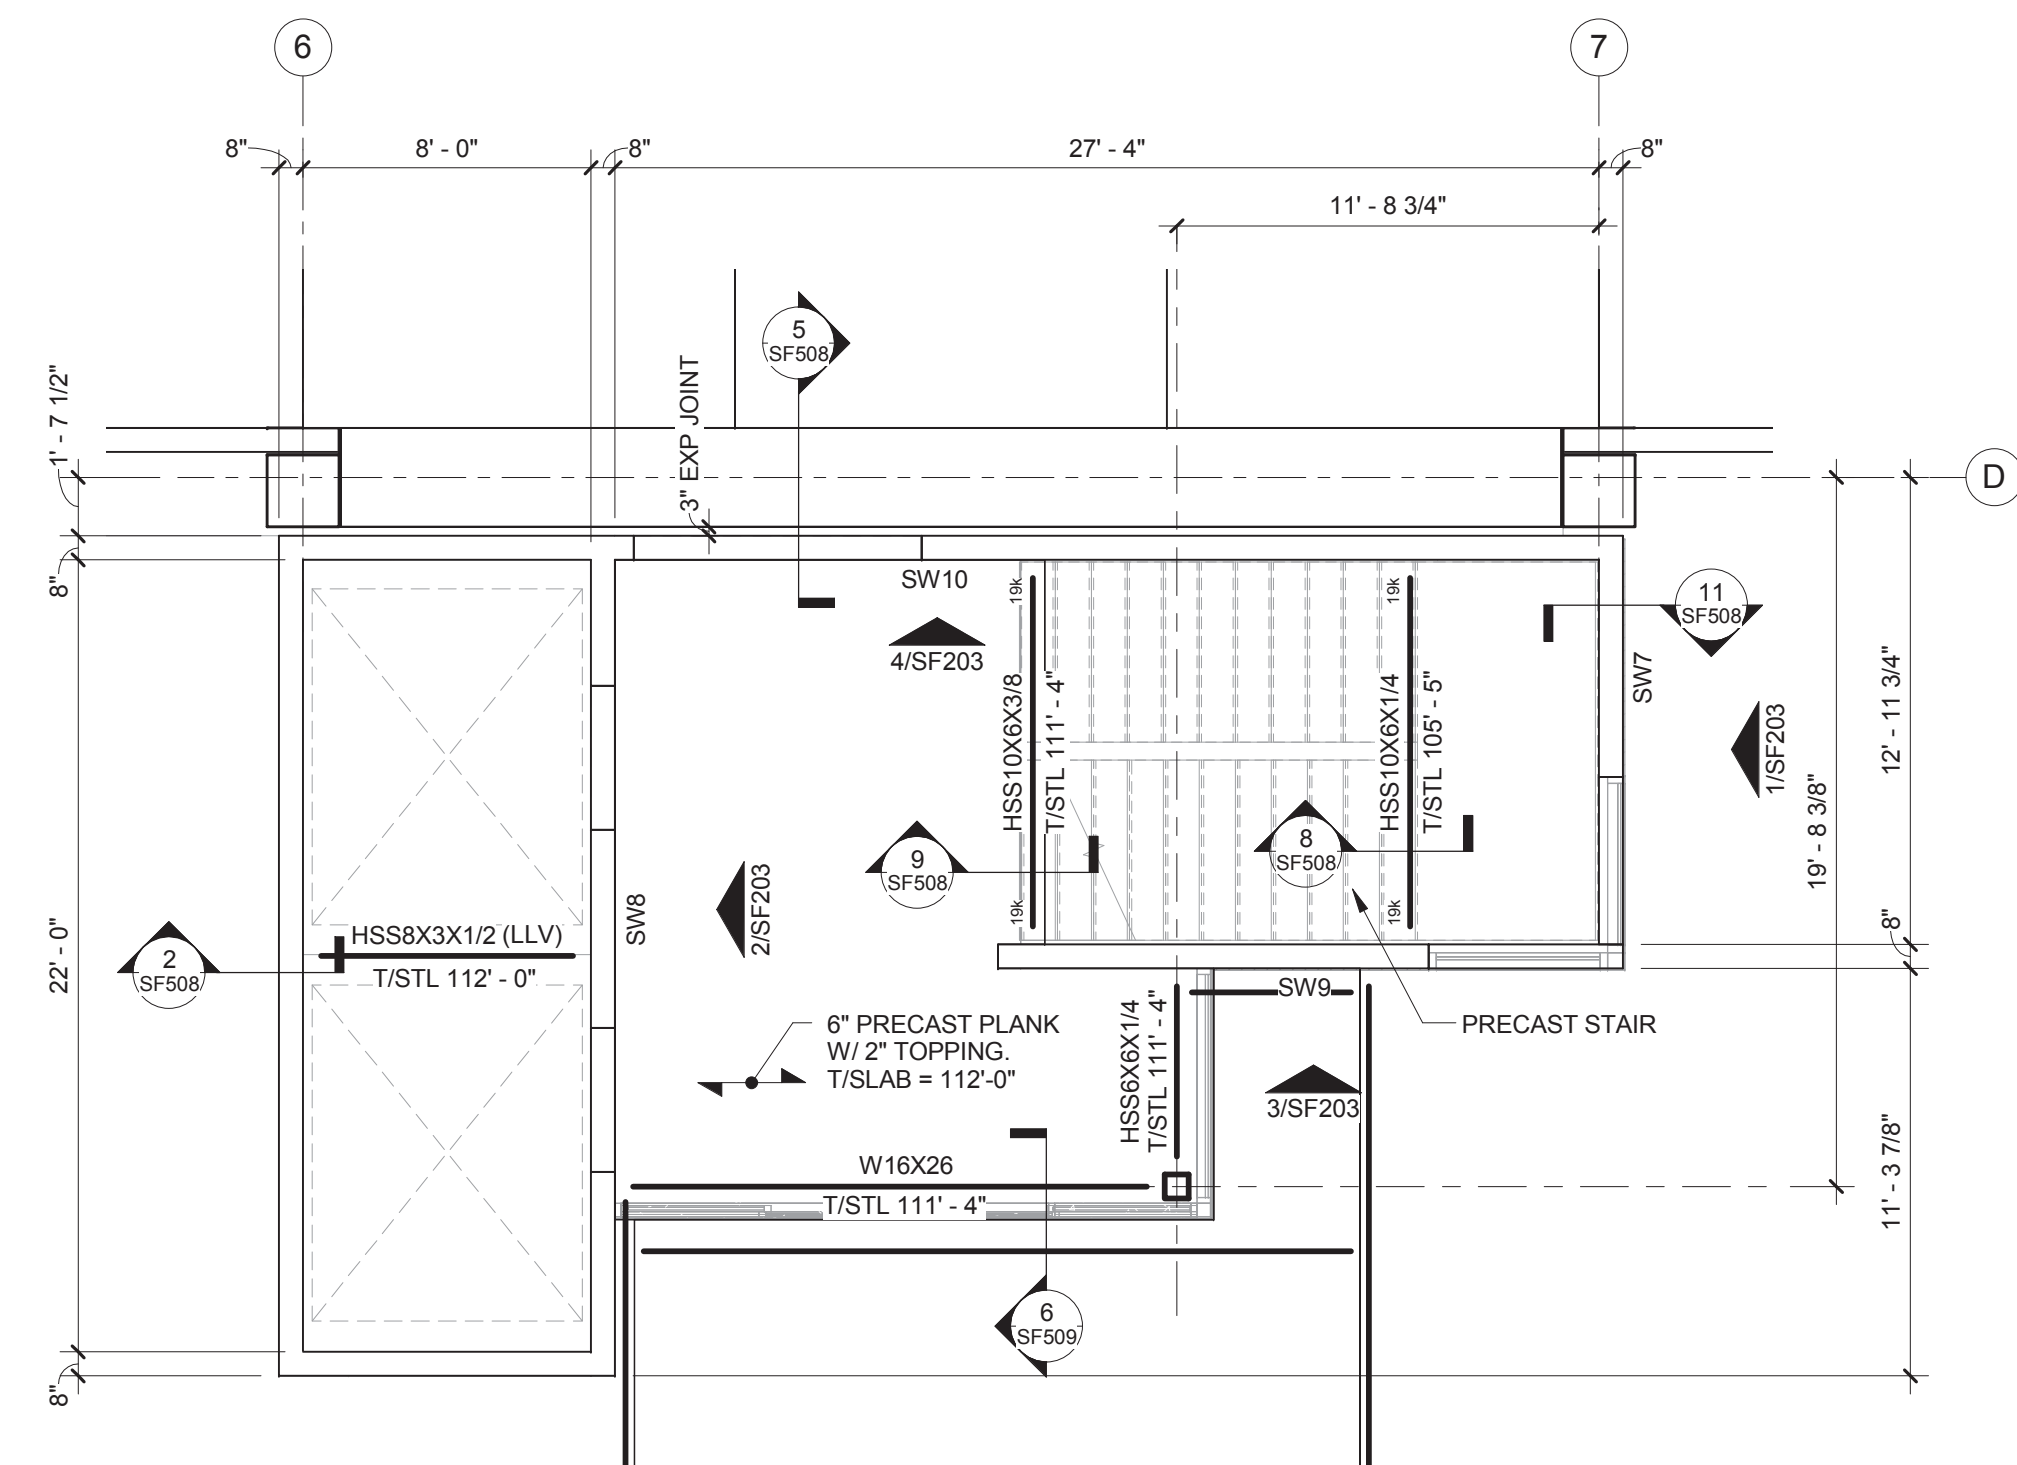 6
7
8"
8' - 0"
8"
27' - 4"
8"
11' - 8 3/4"
5
SF508
3" EXP JOINT
1' - 7 1/2"
D
8"
SW10
4/SF203
19k
19k
11
SF508
SW7
1/SF203
12' - 11 3/4"
19' - 8 3/8"
HSS10X6X3/8
T/STL 111' - 4"
HSS10X6X1/4
T/STL 105' - 5"
9
SF508
8
SF508
2/SF203
SW8
19k
19k
22' - 0"
2
SF508
HSS8X3X1/2 (LLV)
T/STL 112' - 0"
8"
SW9
HSS6X6X1/4
T/STL 111' - 4"
6" PRECAST PLANK
W/ 2" TOPPING.
T/SLAB = 112'-0"
PRECAST STAIR
3/SF203
11' - 3 7/8"
W16X26
T/STL 111' - 4"
6
SF509
8"